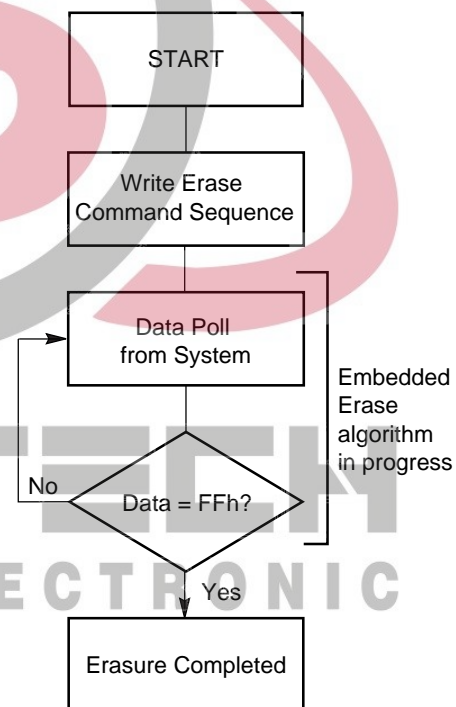 START
Write Erase
Command Sequence
Data Poll
from System
Embedded
Erase
algorithm
in progress
No
Data = FFh?
Yes
Erasure Completed
TECH
ECTRONIC